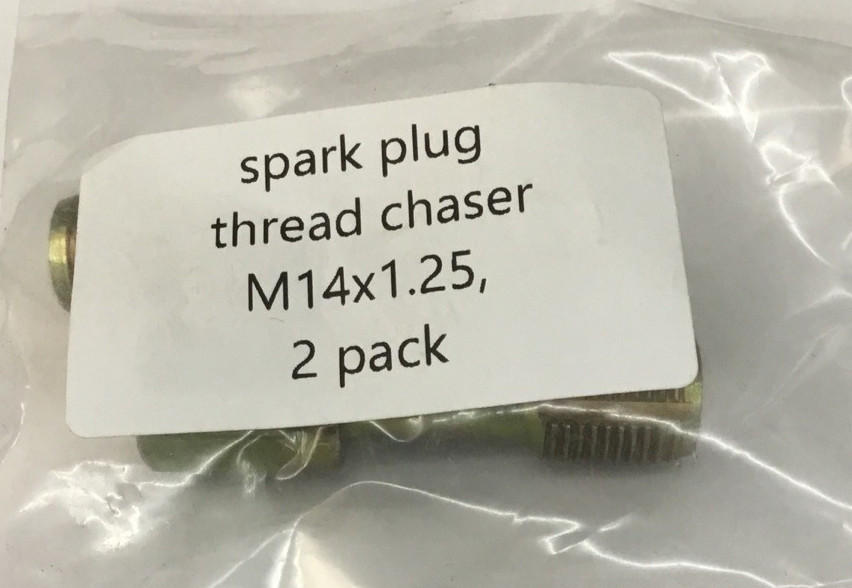 spark plug
thread chaser
M14x1.25,
2 pack